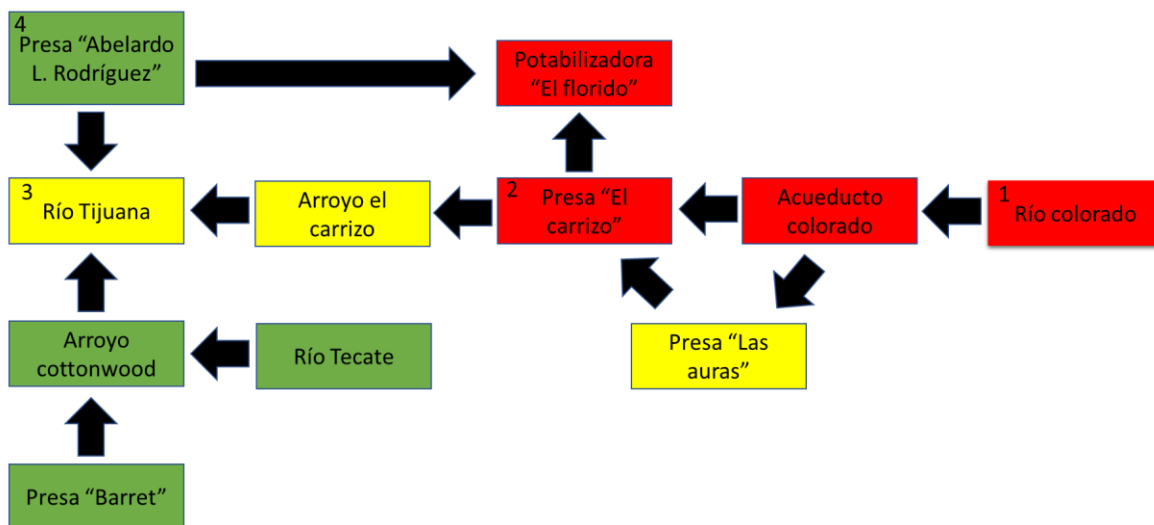 4
Presa “Abelardo
L. Rodríguez”
Potabilizadora
“El florido”
3
Río Tijuana
Arroyo el
carrizo
2
Presa “El
carrizo”
Acueducto
colorado
1
Río colorado
Arroyo
cottonwood
Río Tecate
Presa “Las
auras”
Presa “Barret”